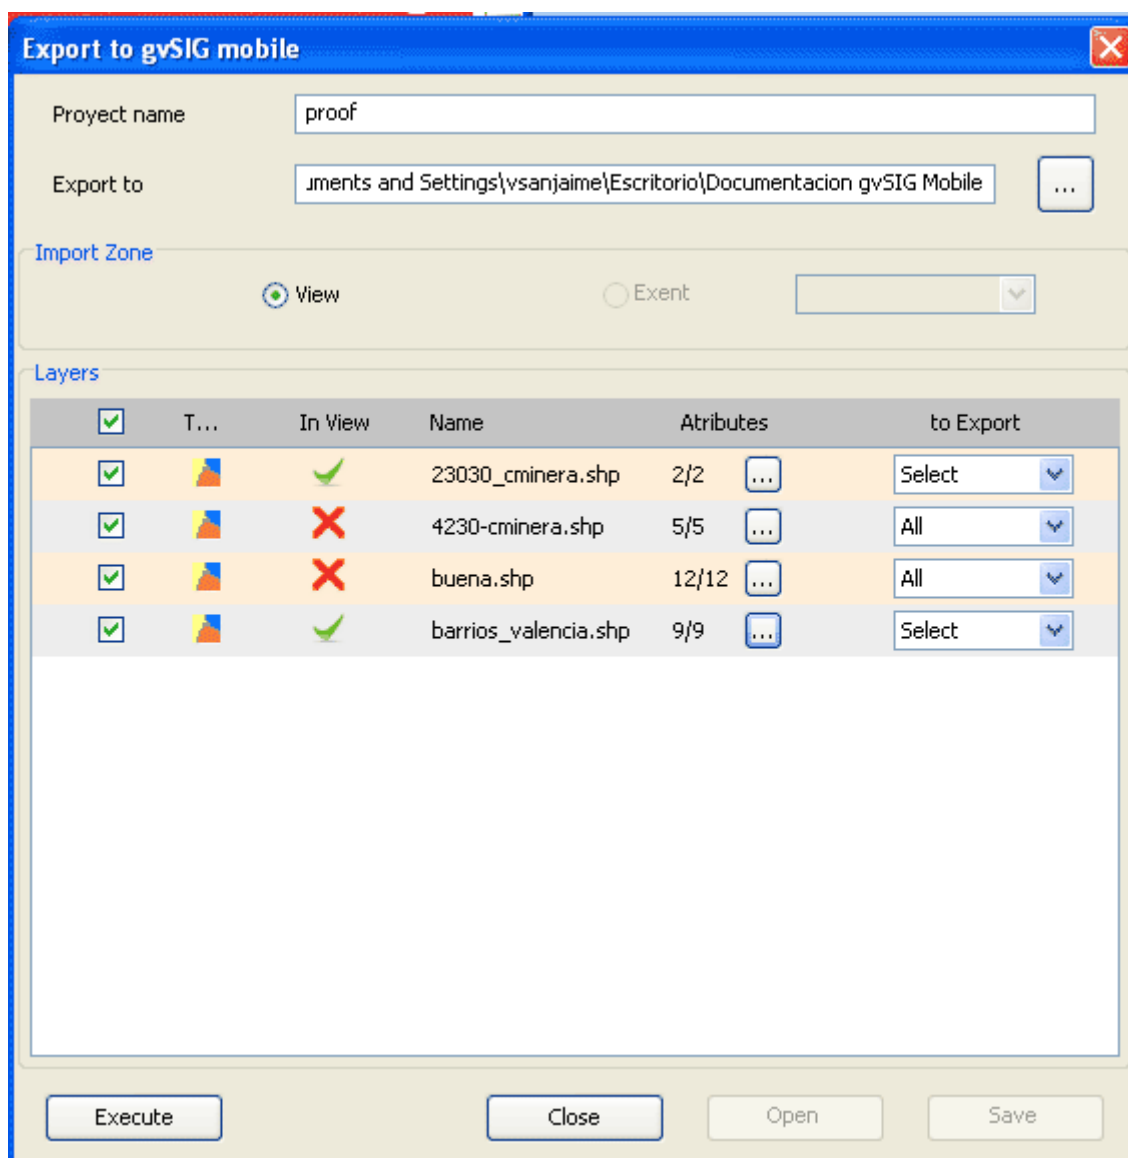 Export to gvSIG mobile
Proyect name proof
Export to uments and Settings\vsanjaime\Escritorio\Documentacion gvSIG Mobile ...
Import Zone
View Exent
Layers
T... In View Name Atributes to Export
23030_cminera.shp 2/2 ... Select
4230-cminera.shp 5/5 ... All
buena.shp 12/12 ... All
barrios_valencia.shp 9/9 ... Select
Execute Close Open Save